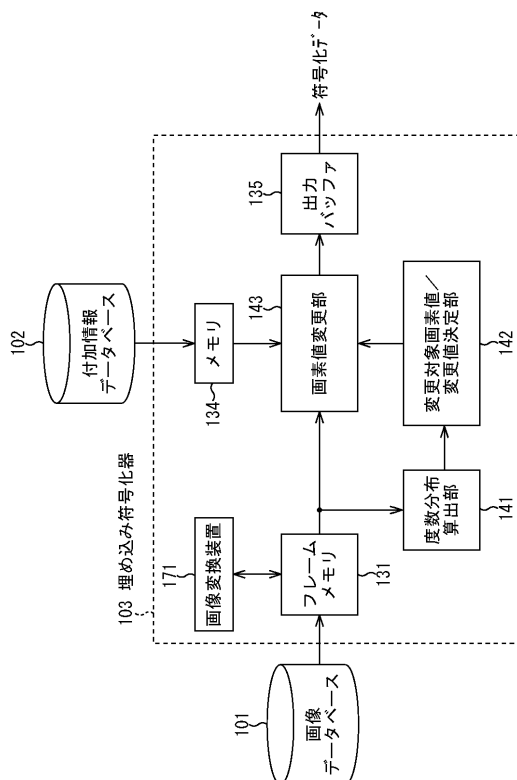 103 埋め込み符号化器
101
画像
データベース
102
付加情報
データベース
171
画像変換装置
134
メモリ
131
フレーム
メモリ
143
画素値変更部
135
出力
バッファ
符号化データ
141
度数分布
算出部
142
変更対象画素値／
変更値決定部